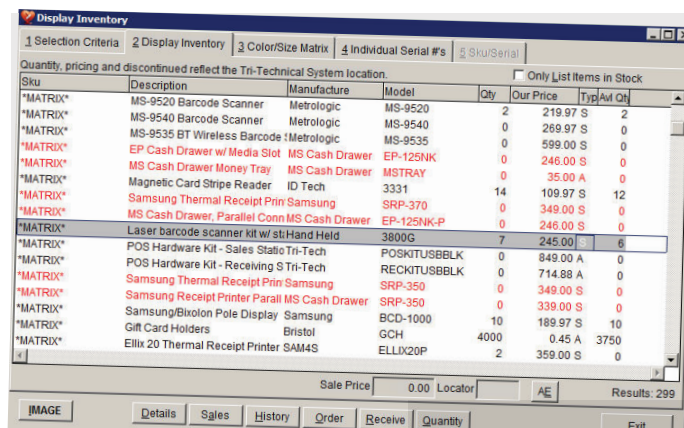 Display Inventory
1 Selection Criteria 2 Display Inventory 3 Color/Size Matrix 4 Individual Serial #'s 5 Sku/Serial
Quantity, pricing and discontinued reflect the Tri-Technical System location. Only List Items in Stock
Sku Description Manufacture Model Qty Our Price Typ Avl Qty
*MATRIX* MS-9520 Barcode Scanner Metrologic MS-9520 2 219.97 S 2
*MATRIX* MS-9540 Barcode Scanner Metrologic MS-9540 0 269.97 S 0
*MATRIX* MS-9535 BT Wireless Barcode Metrologic MS-9535 0 599.00 S 0
*MATRIX* EP Cash Drawer w/ Media Slot MS Cash Drawer EP-125NK 0 246.00 S 0
*MATRIX* MS Cash Drawer Money Tray MS Cash Drawer MSTRAY 0 35.00 A 0
*MATRIX* Magnetic Card Stripe Reader ID Tech 3331 14 109.97 S 12
*MATRIX* Samsung Thermal Receipt Prin Samsung SRP-370 0 349.00 S 0
*MATRIX* MS Cash Drawer, Parallel Conn MS Cash Drawer EP-125NK-P 0 246.00 S 0
*MATRIX* Laser barcode scanner kit w/ sta Hand Held 3800G 7 245.00 S 6
*MATRIX* POS Hardware Kit - Sales Static Tri-Tech POSKITUSBBLK 0 849.00 A 0
*MATRIX* POS Hardware Kit - Receiving S Tri-Tech RECKITUSBBLK 0 714.88 A 0
*MATRIX* Samsung Thermal Receipt Prin Samsung SRP-350 0 349.00 S 0
*MATRIX* Samsung Receipt Printer Parall MS Cash Drawer SRP-350 0 339.00 S 0
*MATRIX* Samsung/Bixolon Pole Display Samsung BCD-1000 10 189.97 S 10
*MATRIX* Gift Card Holders Bristol GCH 4000 0.45 A 3750
*MATRIX* Ellix 20 Thermal Receipt Printer SAM4S ELLIX20P 2 359.00 S 0
Sale Price 0.00 Locator AE Results: 299
IMAGE Details Sales History Order Receive Quantity Exit